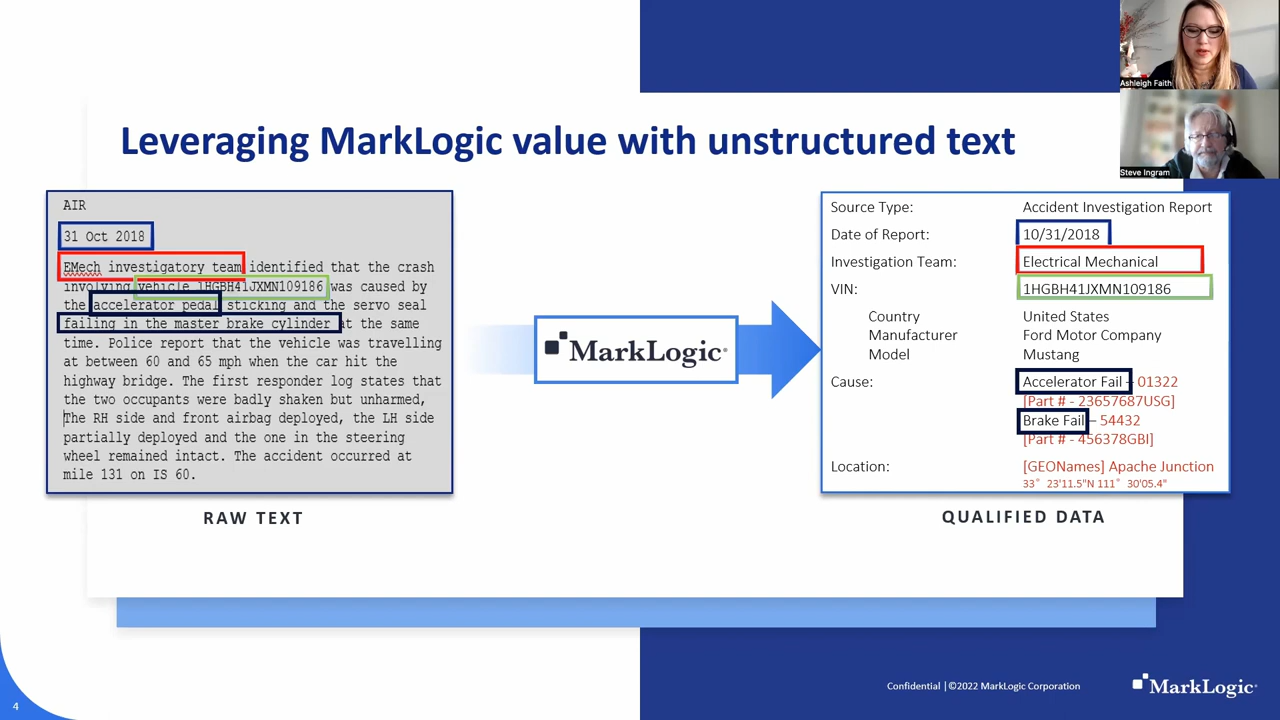 Ashleigh Faith
Steve Ingram
Leveraging MarkLogic value with unstructured text
AIR
31 Oct 2018
EMech investigatory team identified that the crash
involving vehicle 1HGBH41JXMN109186 was caused by
the accelerator pedal sticking and the servo seal
failing in the master brake cylinder at the same
time. Police report that the vehicle was travelling
at between 60 and 65 mph when the car hit the
highway bridge. The first responder log states that
the two occupants were badly shaken but unharmed,
The RH side and front airbag deployed, the LH side
partially deployed and the one in the steering
wheel remained intact. The accident occurred at
mile 131 on IS 60.
RAW TEXT
MarkLogic®
Source Type: Accident Investigation Report
Date of Report: 10/31/2018
Investigation Team: Electrical Mechanical
VIN: 1HGBH41JXMN109186
Country United States
Manufacturer Ford Motor Company
Model Mustang
Cause: Accelerator Fail – 01322
[Part # - 23657687USG]
Brake Fail – 54432
[Part # - 456378GBI]
Location: [GEONames] Apache Junction
33° 23'11.5"N 111° 30'05.4"
QUALIFIED DATA
4
Confidential |©2022 MarkLogic Corporation
MarkLogic®